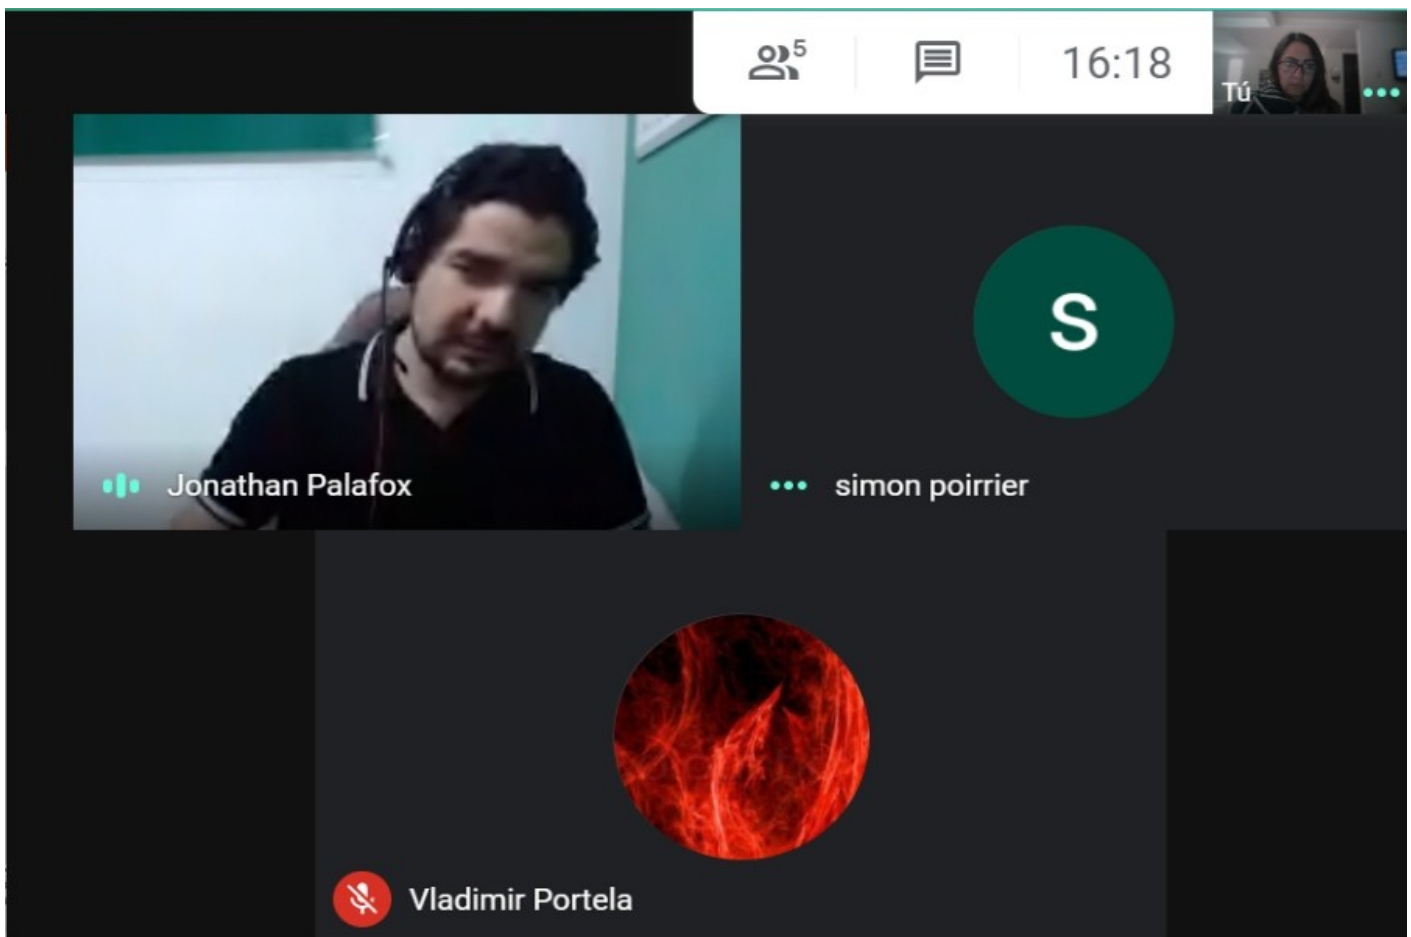 5
16:18
Tú
S
Jonathan Palafox
simon poirrier
Vladimir Portela